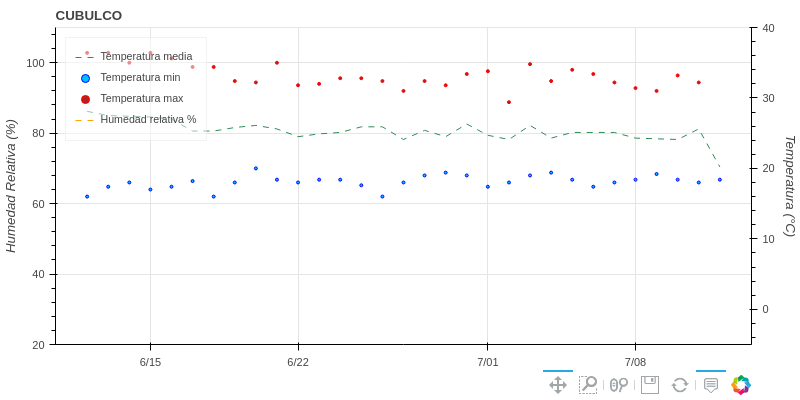 CUBULCO
Temperatura media
Temperatura min
Temperatura max
Humedad relativa %
Humedad Relativa (%)
100
80
60
40
20
Temperatura (°C)
40
30
20
10
0
6/15
6/22
7/01
7/08